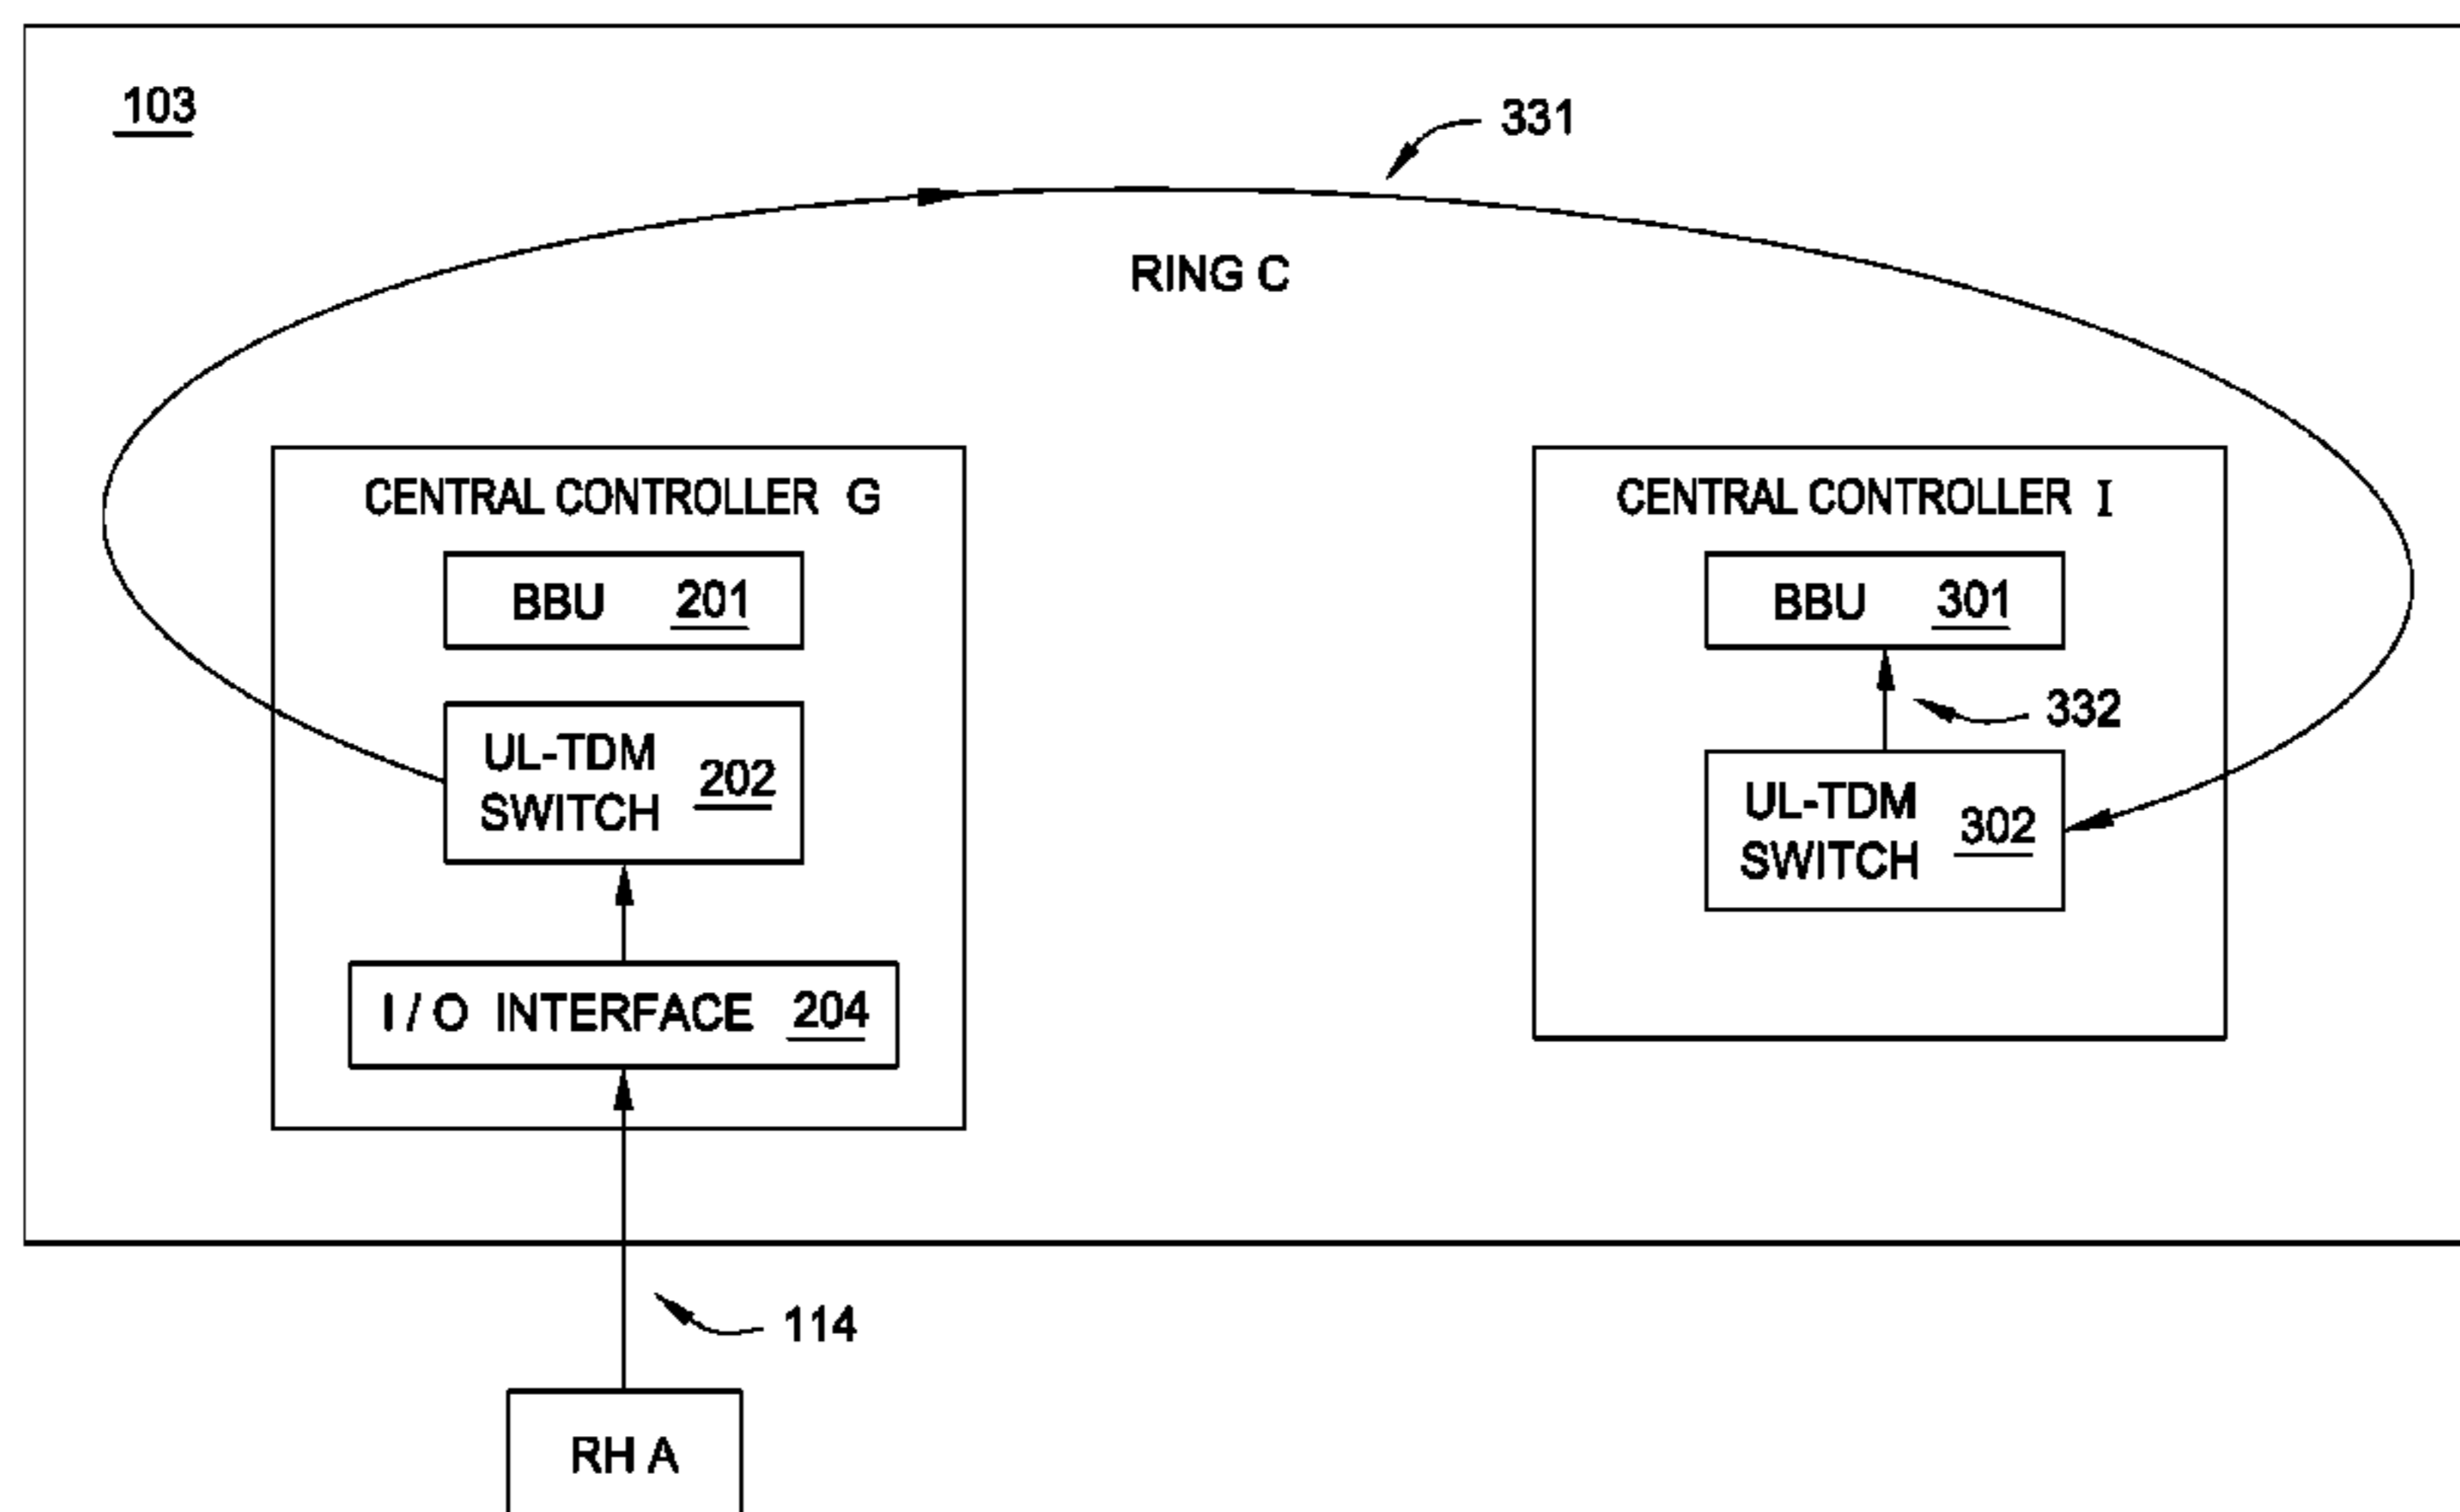 103
331
RING C
CENTRAL CONTROLLER G
BBU 201
UL-TDM
SWITCH 202
I / O INTERFACE 204
CENTRAL CONTROLLER I
BBU 301
332
UL-TDM
SWITCH 302
114
RH A